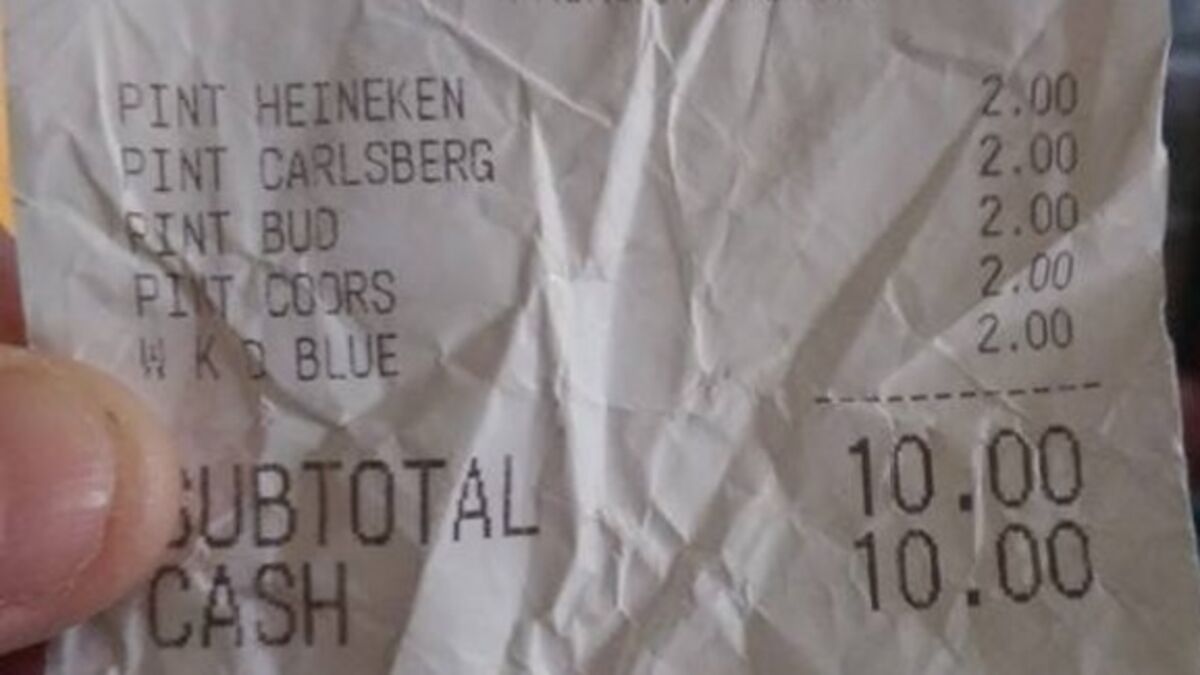 PINT HEINEKEN 2.00
PINT CARLSBERG 2.00
PINT BUD 2.00
PINT COORS 2.00
W K D BLUE 2.00
SUBTOTAL 10.00
CASH 10.00